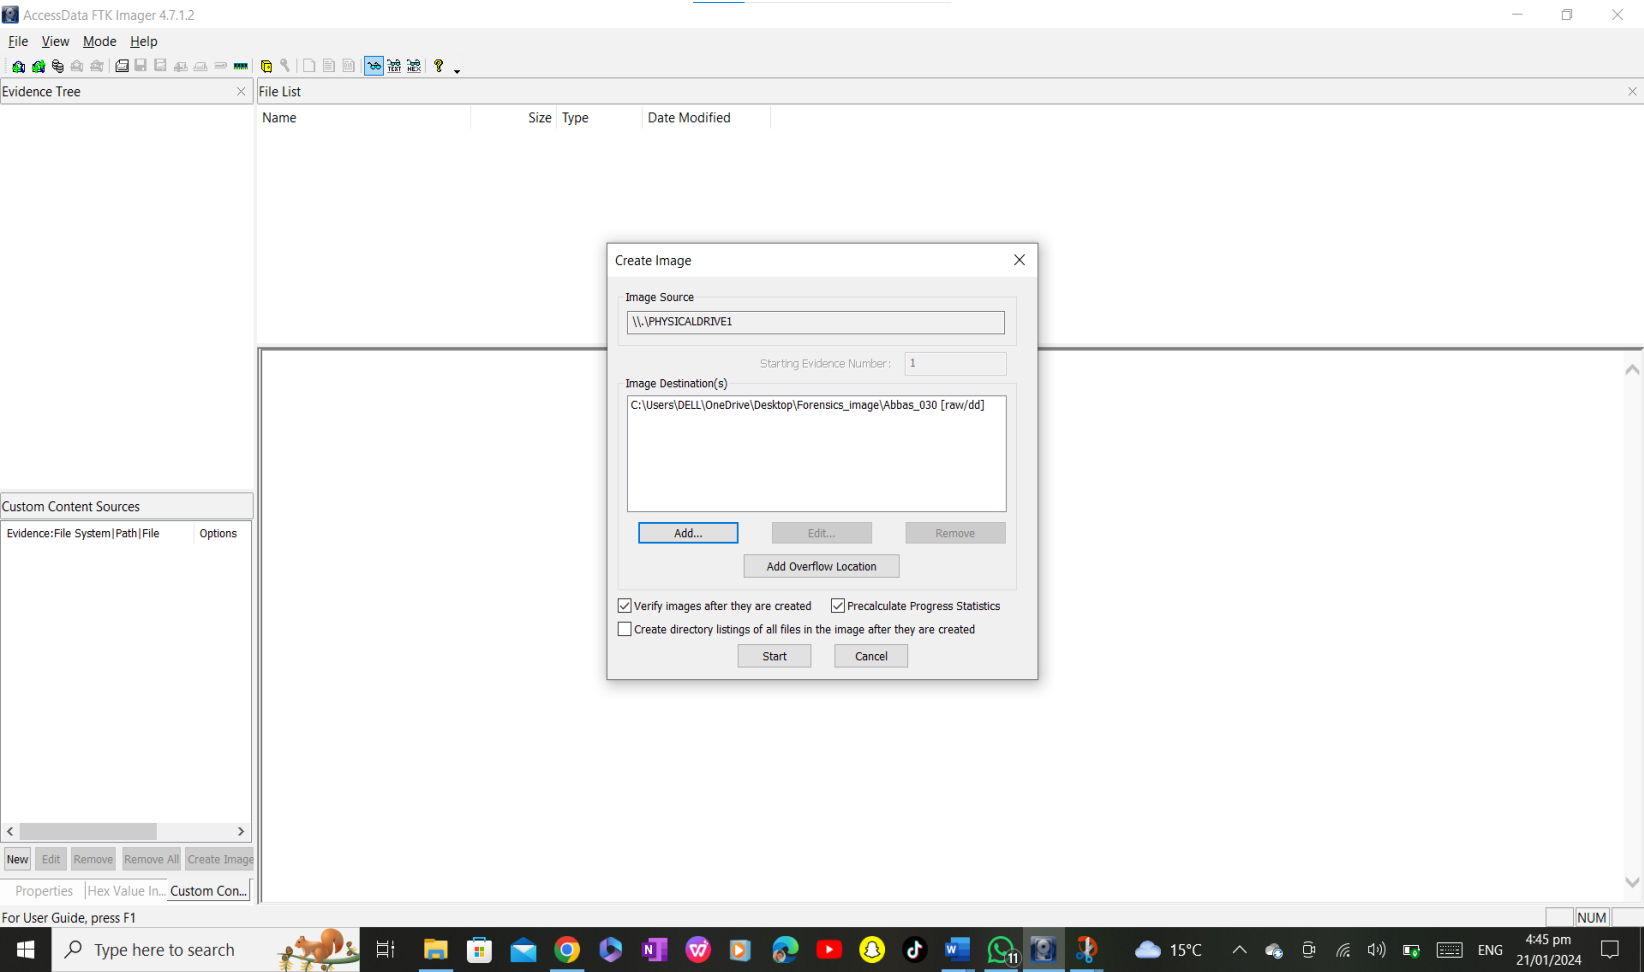 AccessData FTK Imager 4.7.1.2
File View Mode Help
Evidence Tree
File List
Name Size Type Date Modified
Create Image
Image Source
\\.\PHYSICALDRIVE1
Starting Evidence Number: 1
Image Destination(s)
C:\Users\DELL\OneDrive\Desktop\Forensics_image\Abbas_030 [raw/dd]
Add... Edit... Remove
Add Overflow Location
Verify images after they are created Precalculate Progress Statistics
Create directory listings of all files in the image after they are created
Start Cancel
Custom Content Sources
Evidence:File System|Path|File Options
New Edit Remove Remove All Create Image
Properties Hex Value In... Custom Con...
For User Guide, press F1
NUM
Type here to search
11
15°C
ENG
4:45 pm
21/01/2024